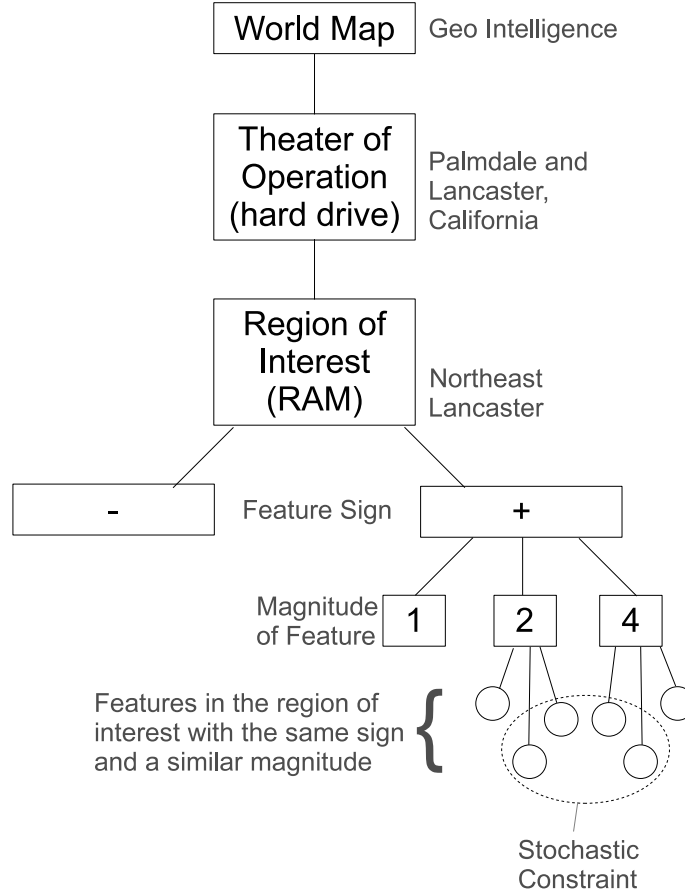 World Map
Geo Intelligence
Theater of
Operation
(hard drive)
Palmdale and
Lancaster,
California
Region of
Interest
(RAM)
Northeast
Lancaster
-
Feature Sign
+
Magnitude
of Feature
1
2
4
Features in the region of
interest with the same sign
and a similar magnitude
{
Stochastic
Constraint